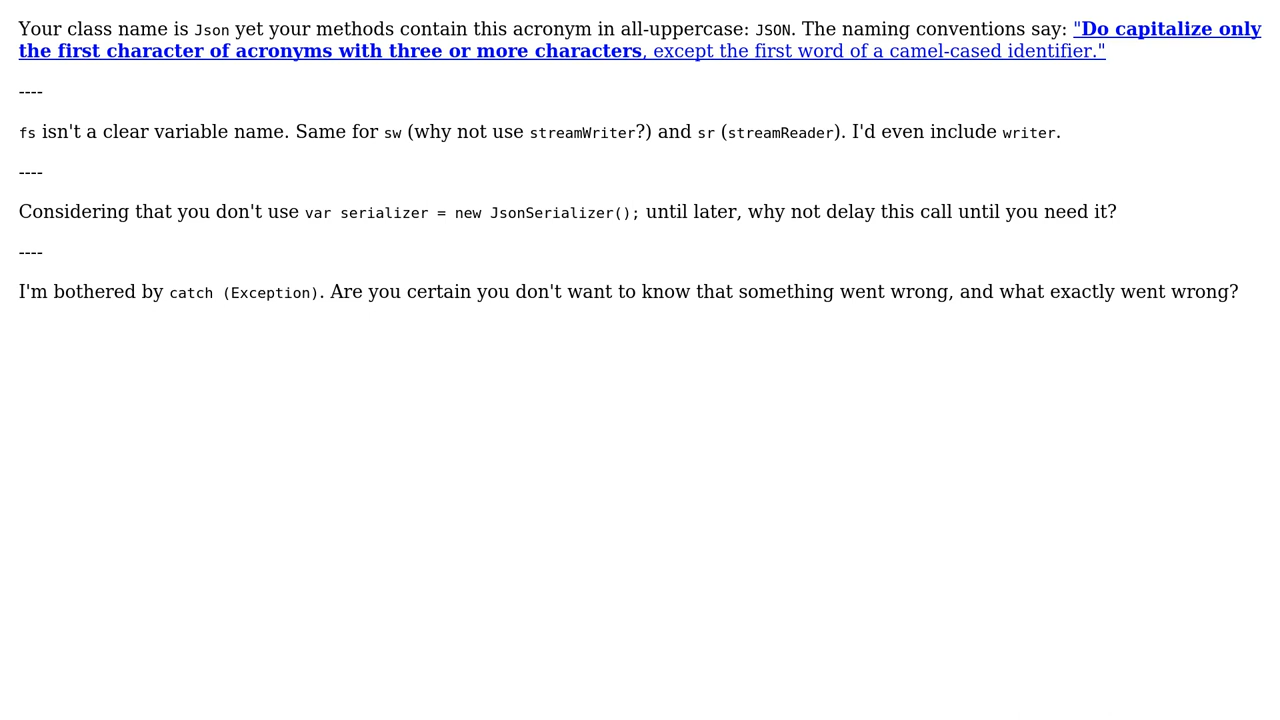 Your class name is Json yet your methods contain this acronym in all-uppercase: JSON. The naming conventions say: "Do capitalize only
the first character of acronyms with three or more characters, except the first word of a camel-cased identifier."
----
fs isn't a clear variable name. Same for sw (why not use streamWriter?) and sr (streamReader). I'd even include writer.
----
Considering that you don't use var serializer = new JsonSerializer(); until later, why not delay this call until you need it?
----
I'm bothered by catch (Exception). Are you certain you don't want to know that something went wrong, and what exactly went wrong?